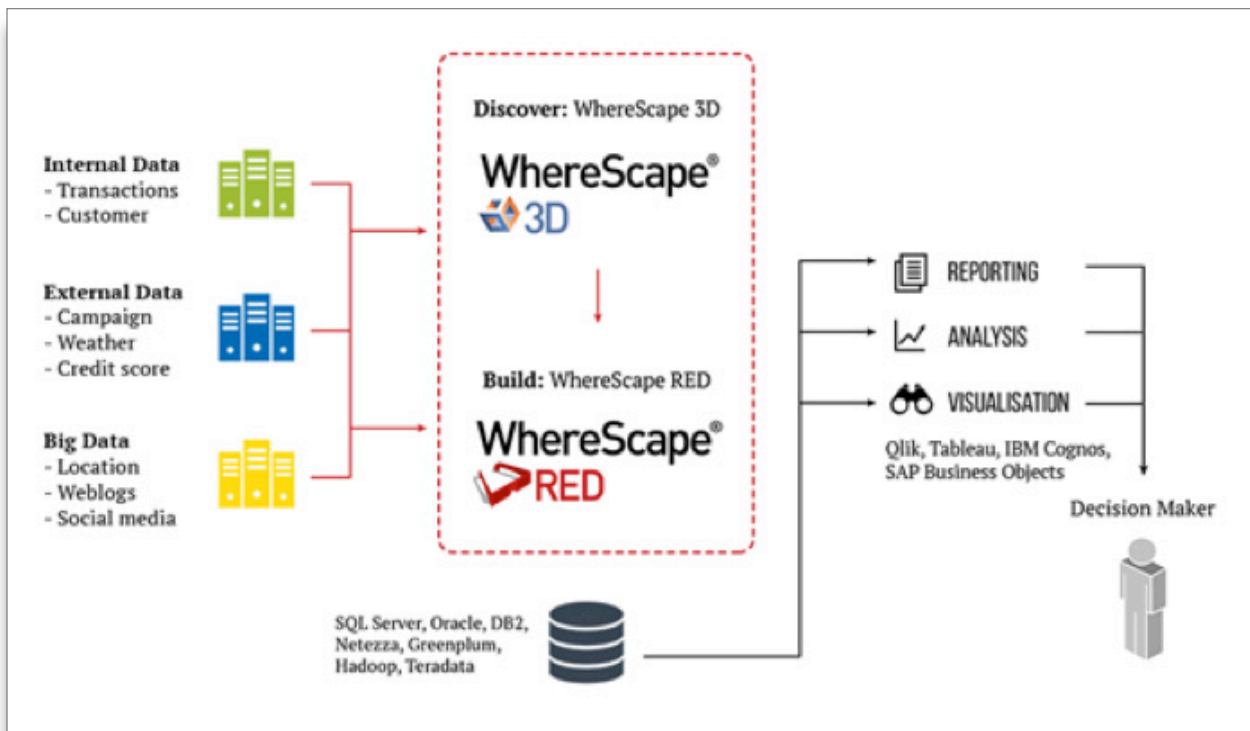 Internal Data
- Transactions
- Customer
External Data
- Campaign
- Weather
- Credit score
Big Data
- Location
- Weblogs
- Social media
Discover: WhereScape 3D
WhereScape®
3D
Build: WhereScape RED
WhereScape®
RED
SQL Server, Oracle, DB2,
Netezza, Greenplum,
Hadoop, Teradata
REPORTING
ANALYSIS
VISUALISATION
Qlik, Tableau, IBM Cognos,
SAP Business Objects
Decision Maker